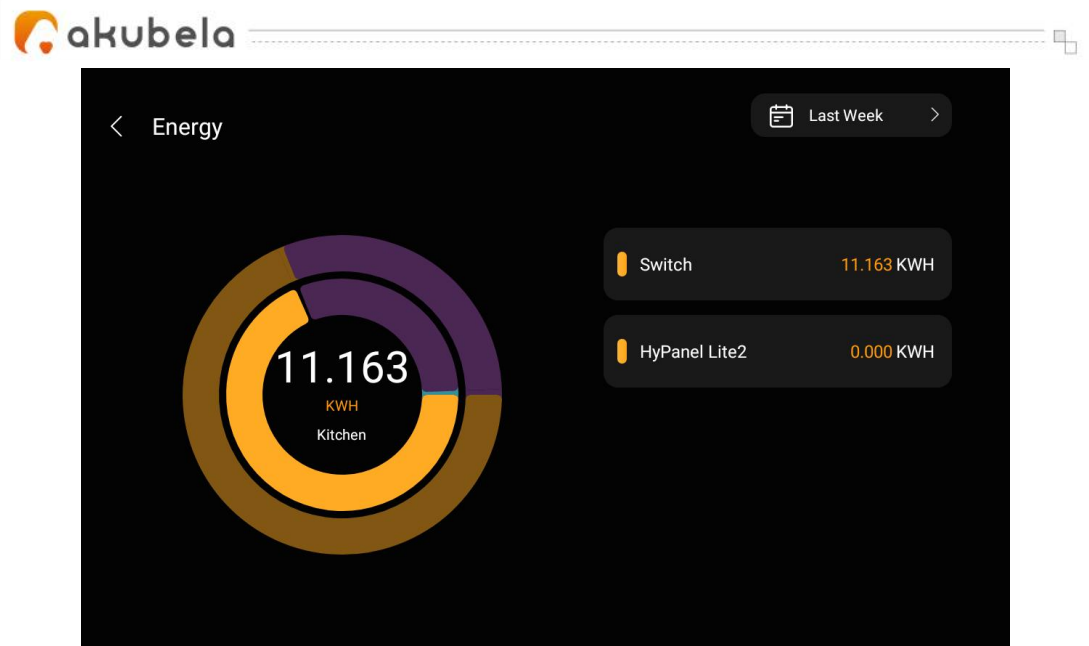 akubela
Energy
Last Week
11.163
KWH
Kitchen
Switch 11.163 KWH
HyPanel Lite2 0.000 KWH